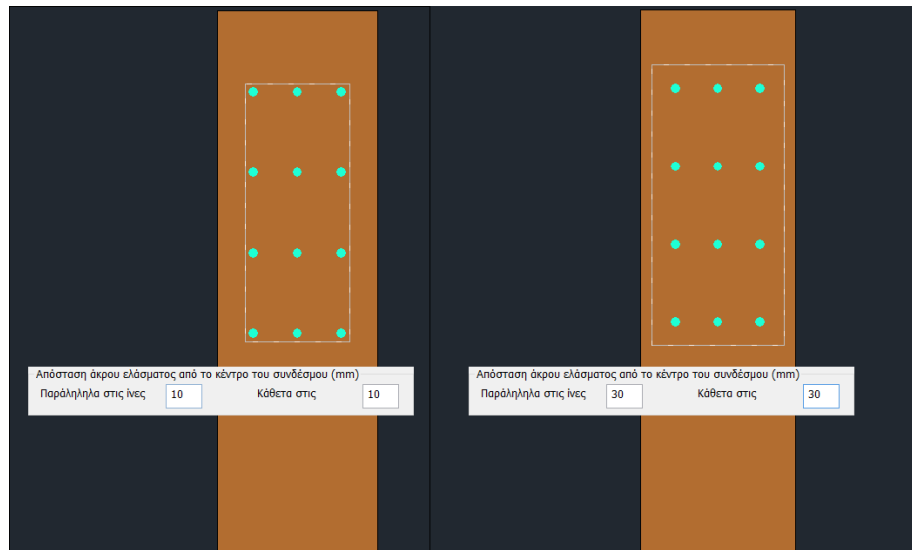 Απόσταση άκρου ελάσματος από το κέντρο του συνδέσμου (mm)
Παράλληλα στις ίνες 10 Κάθετα στις 10
Απόσταση άκρου ελάσματος από το κέντρο του συνδέσμου (mm)
Παράλληλα στις ίνες 30 Κάθετα στις 30